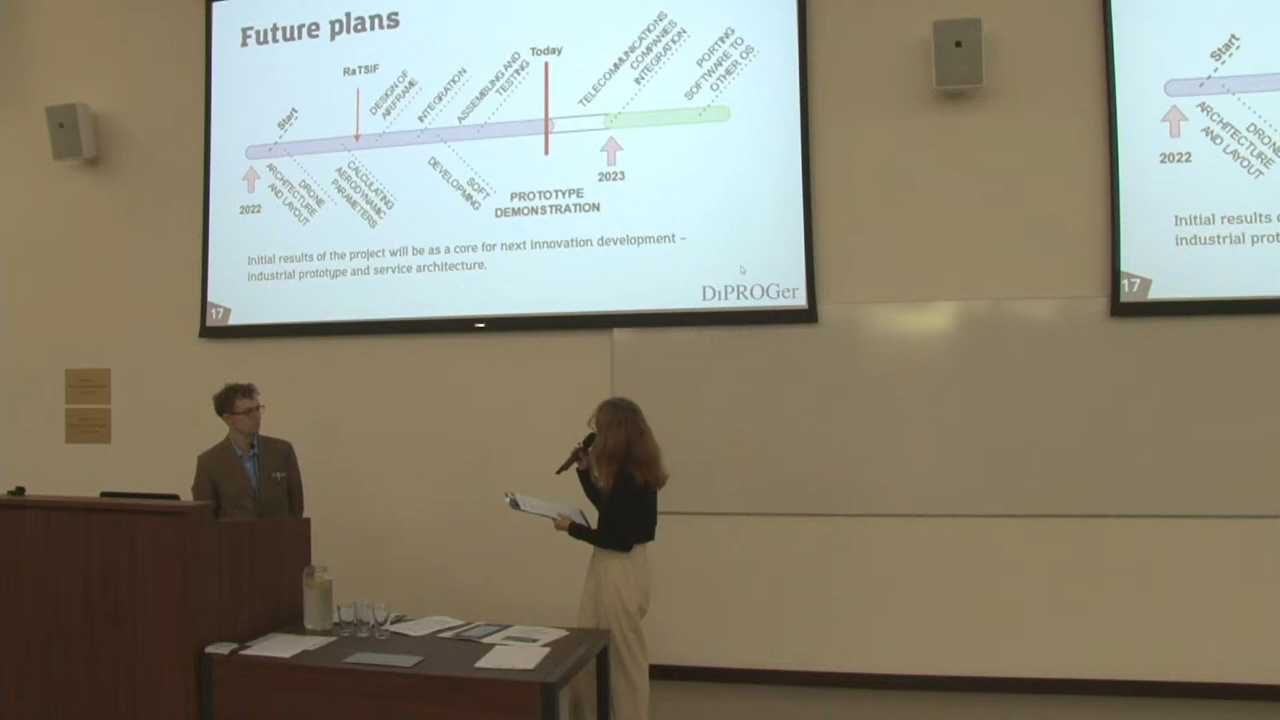 Future plans
Today
RaTSiF
Start
DESIGN OF
AIRFRAME
INTEGRATION
ASSEMBLING AND
TESTING
TELECOMMUNICATIONS
COMPANIES
INTEGRATION
PORTING
SOFTWARE TO
OTHER OS
2022
DRONE
ARCHITECTURE
AND LAYOUT
CALCULATING
AERODYNAMIC
PARAMETERS
SOFT
DEVELOPING
PROTOTYPE
DEMONSTRATION
2023
Initial results of the project will be as a core for next innovation development –
industrial prototype and service architecture.
17
DiPROGer
Start
2022
DRONE
ARCHITECTURE
AND LAYOUT
Initial results
industrial prot
17